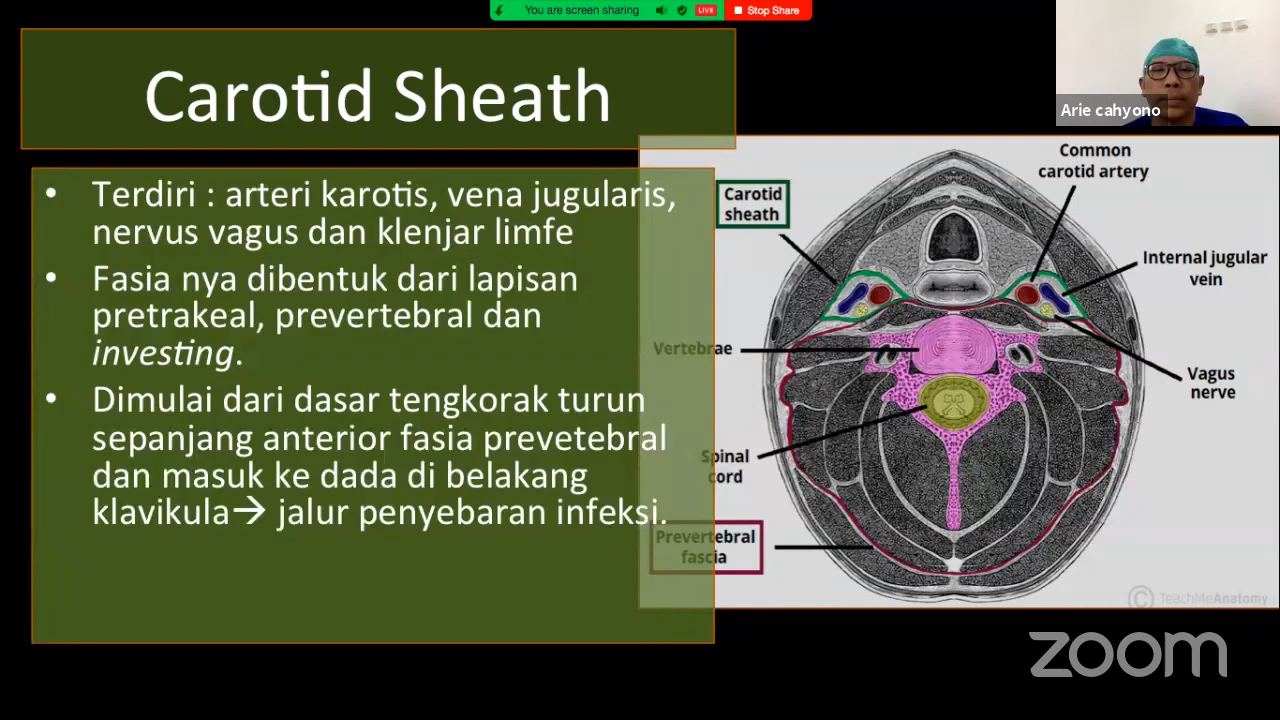 You are screen sharing
LIVE
Stop Share
Arie cahyono
Carotid Sheath
• Terdiri : arteri karotis, vena jugularis,
nervus vagus dan klenjar limfe
• Fasia nya dibentuk dari lapisan
pretrakeal, prevertebral dan
investing.
• Dimulai dari dasar tengkorak turun
sepanjang anterior fasia prevetebral
dan masuk ke dada di belakang
klavikula→ jalur penyebaran infeksi.
Common
carotid artery
Carotid
sheath
Internal jugular
vein
Vertebrae
Vagus
nerve
Spinal
cord
Prevertebral
fascia
© TeachMeAnatomy
zoom